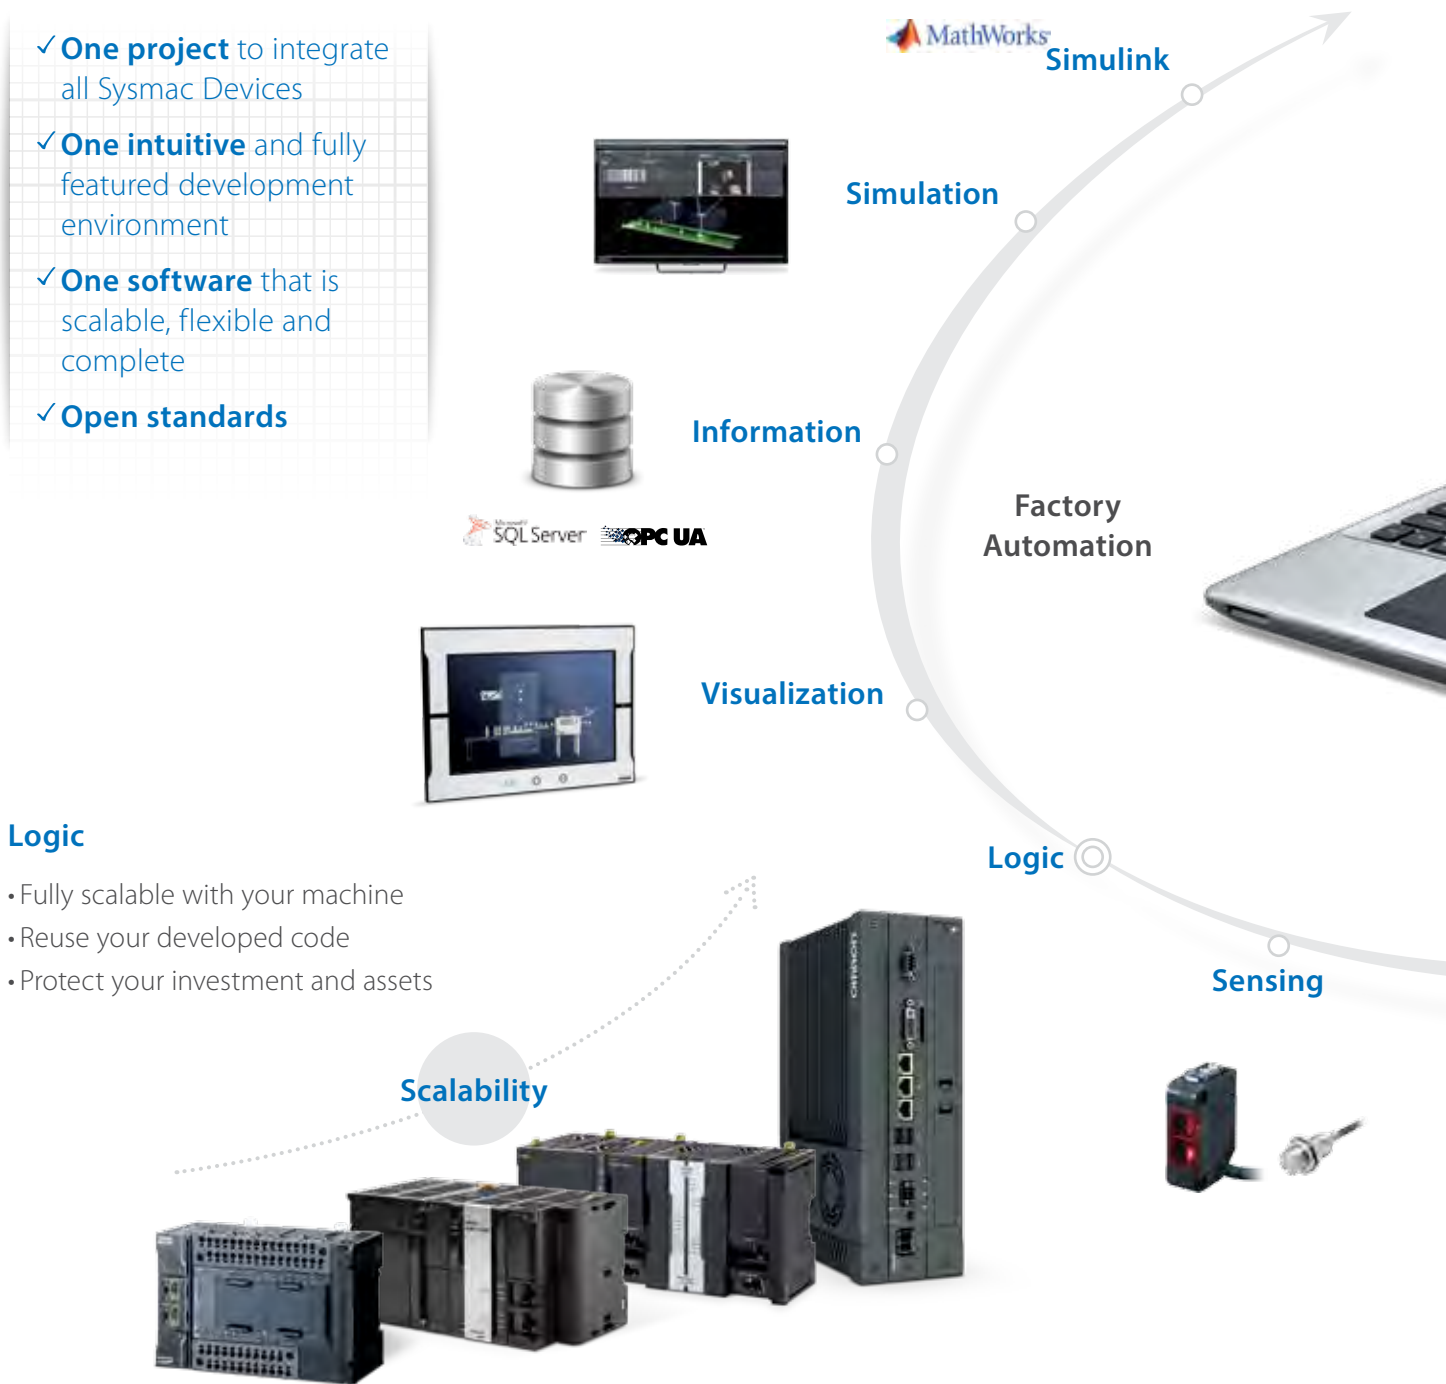 ✓ One project to integrate
all Sysmac Devices
✓ One intuitive and fully
featured development
environment
✓ One software that is
scalable, flexible and
complete
✓ Open standards
MathWorks
Simulink
Simulation
Information
Microsoft
SQL Server
OPC UA
Factory
Automation
Visualization
Logic
• Fully scalable with your machine
• Reuse your developed code
• Protect your investment and assets
Logic
Sensing
Scalability
OMRON